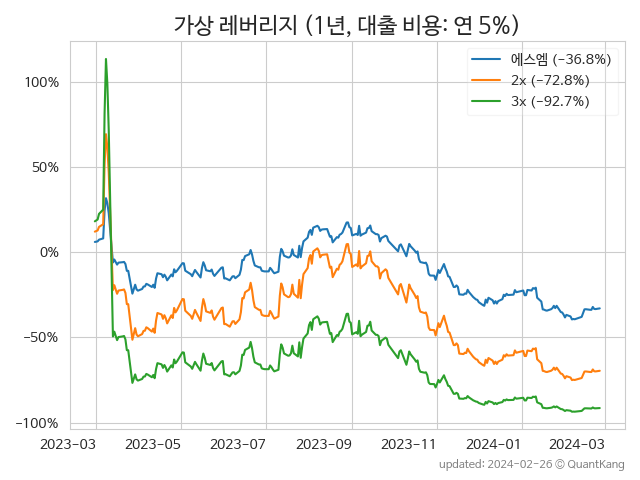 가상 레버리지 (1년, 대출 비용: 연 5%)
에스엠 (−36.8%)
2x (−72.8%)
3x (−92.7%)
100%
50%
0%
−50%
−100%
2023-03 2023-05 2023-07 2023-09 2023-11 2024-01 2024-03
updated: 2024-02-26 © QuantKang